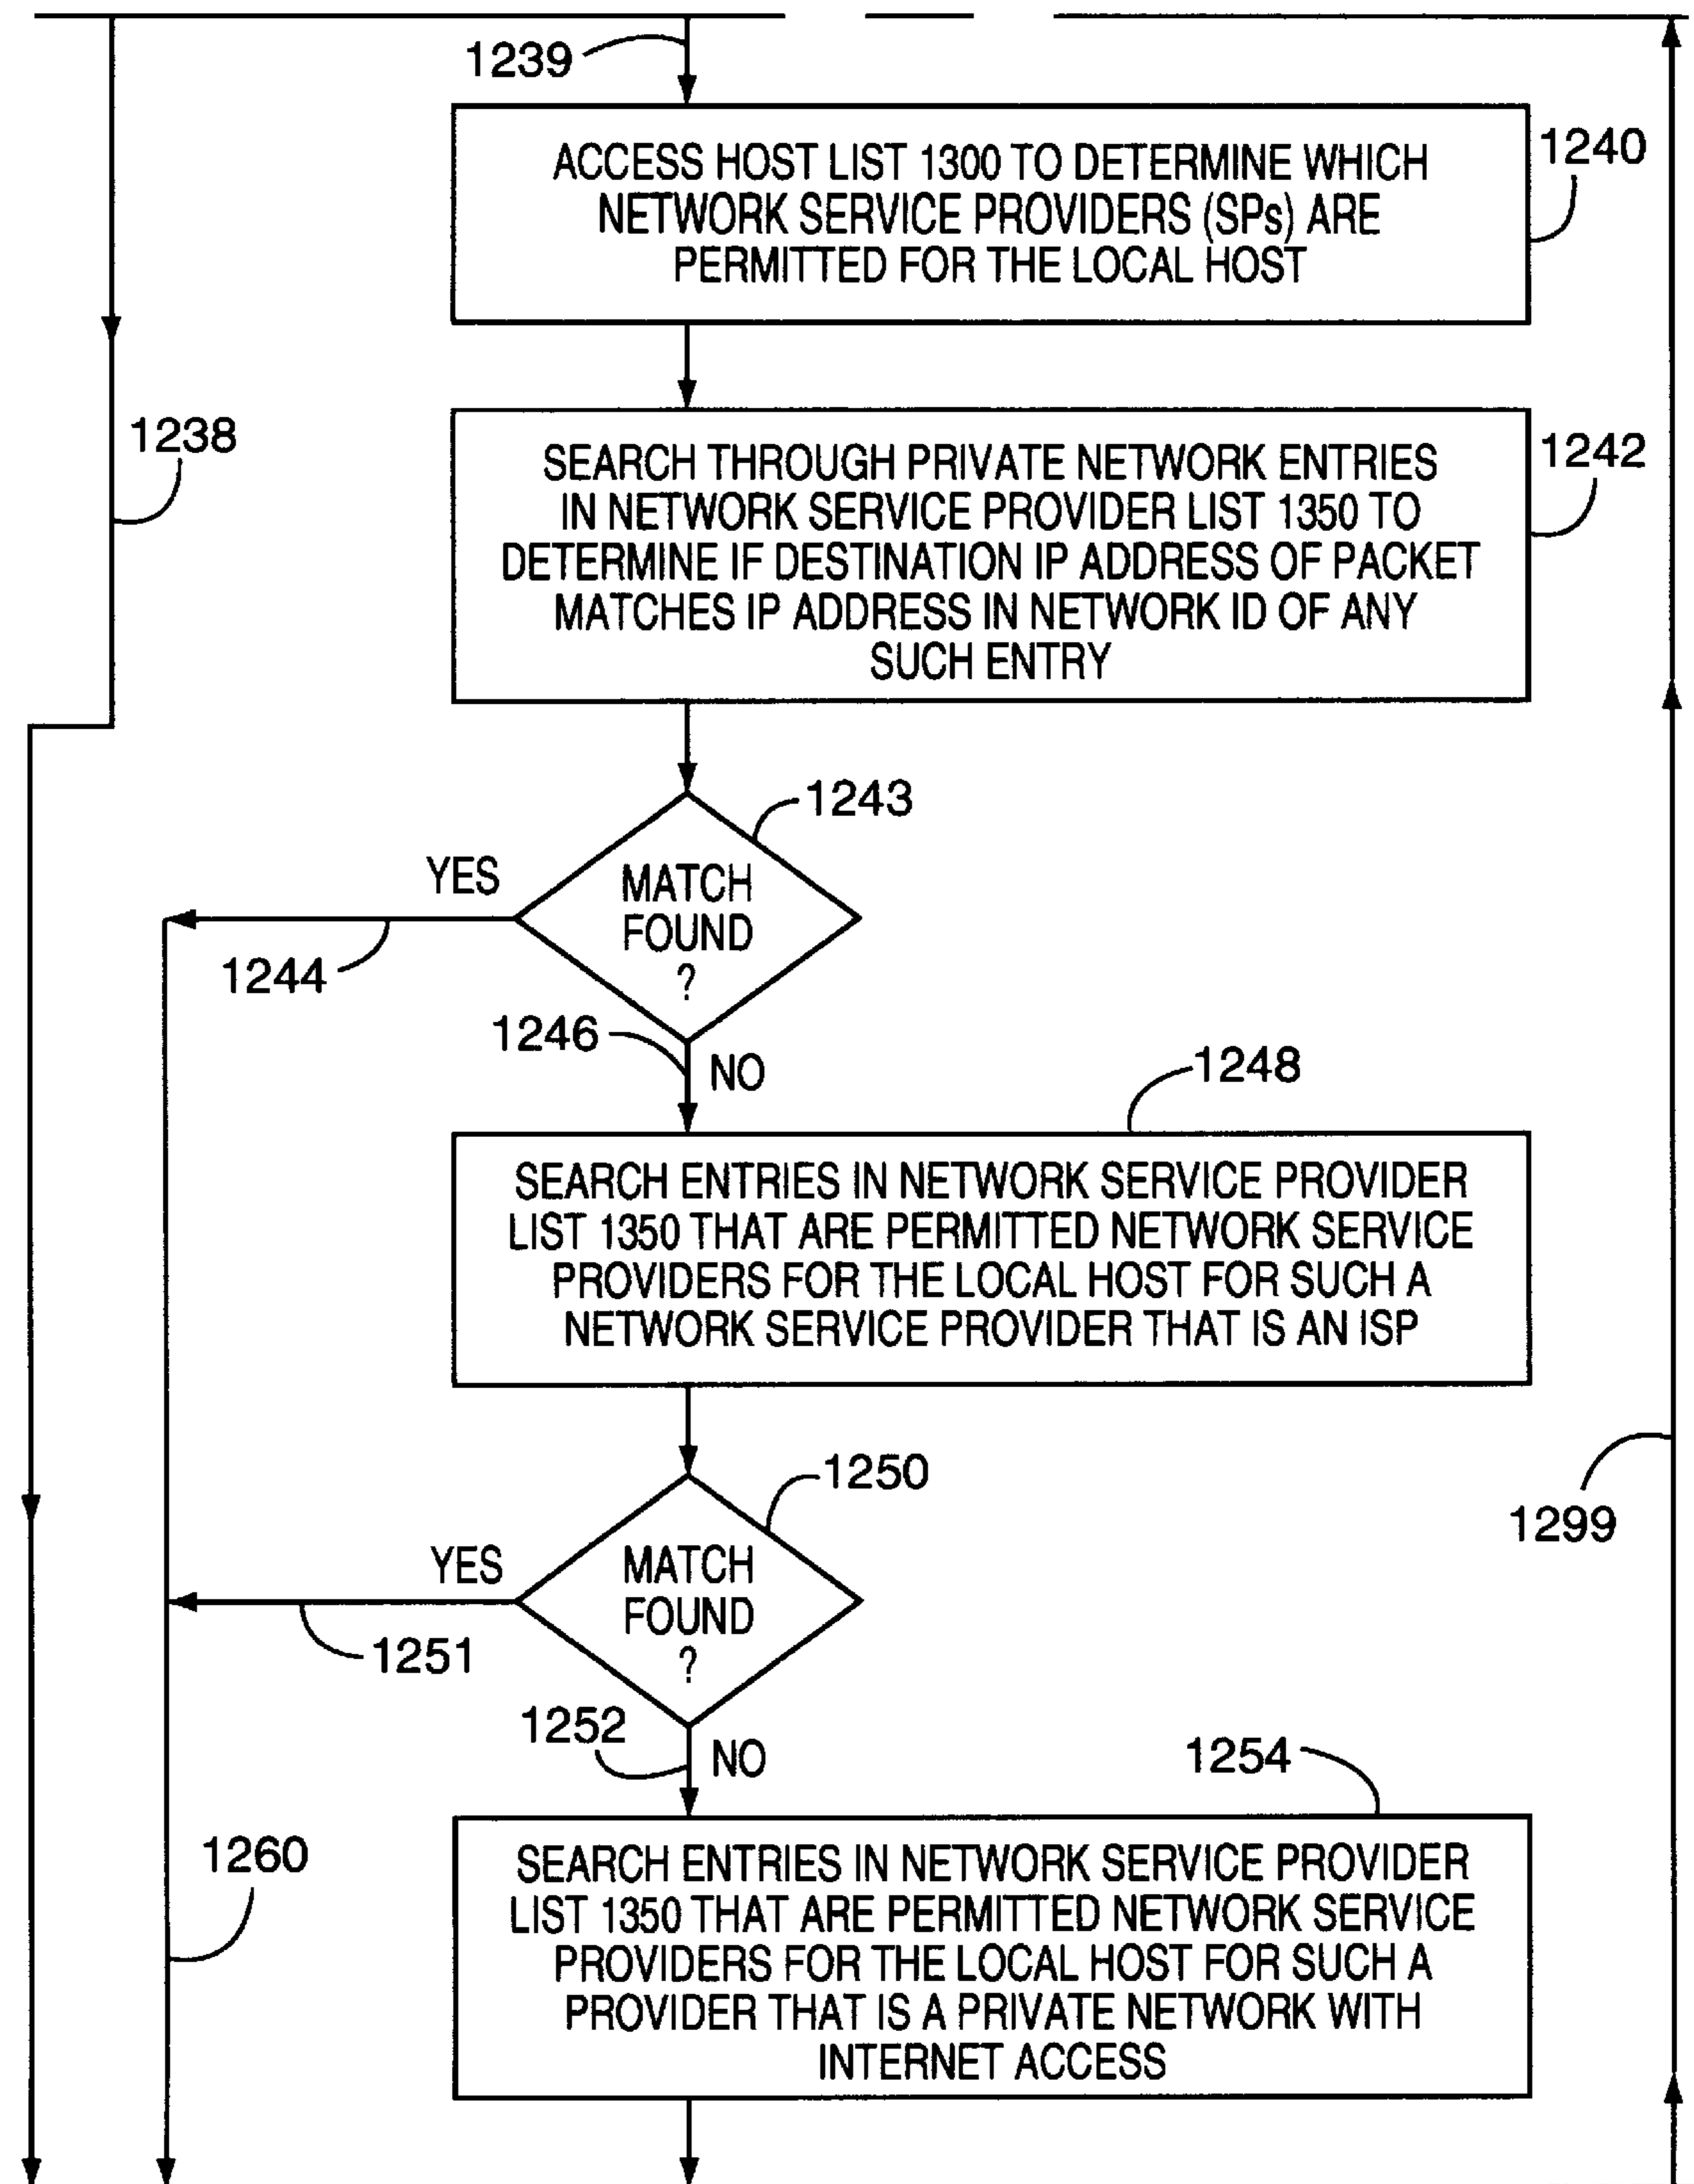 1239
ACCESS HOST LIST 1300 TO DETERMINE WHICH
NETWORK SERVICE PROVIDERS (SPs) ARE
PERMITTED FOR THE LOCAL HOST
1240
1238
SEARCH THROUGH PRIVATE NETWORK ENTRIES
IN NETWORK SERVICE PROVIDER LIST 1350 TO
DETERMINE IF DESTINATION IP ADDRESS OF PACKET
MATCHES IP ADDRESS IN NETWORK ID OF ANY
SUCH ENTRY
1242
1243
YES
MATCH
FOUND
?
1244
1246
NO
1248
SEARCH ENTRIES IN NETWORK SERVICE PROVIDER
LIST 1350 THAT ARE PERMITTED NETWORK SERVICE
PROVIDERS FOR THE LOCAL HOST FOR SUCH A
NETWORK SERVICE PROVIDER THAT IS AN ISP
1250
1299
YES
MATCH
FOUND
?
1251
1252
NO
1254
1260
SEARCH ENTRIES IN NETWORK SERVICE PROVIDER
LIST 1350 THAT ARE PERMITTED NETWORK SERVICE
PROVIDERS FOR THE LOCAL HOST FOR SUCH A
PROVIDER THAT IS A PRIVATE NETWORK WITH
INTERNET ACCESS